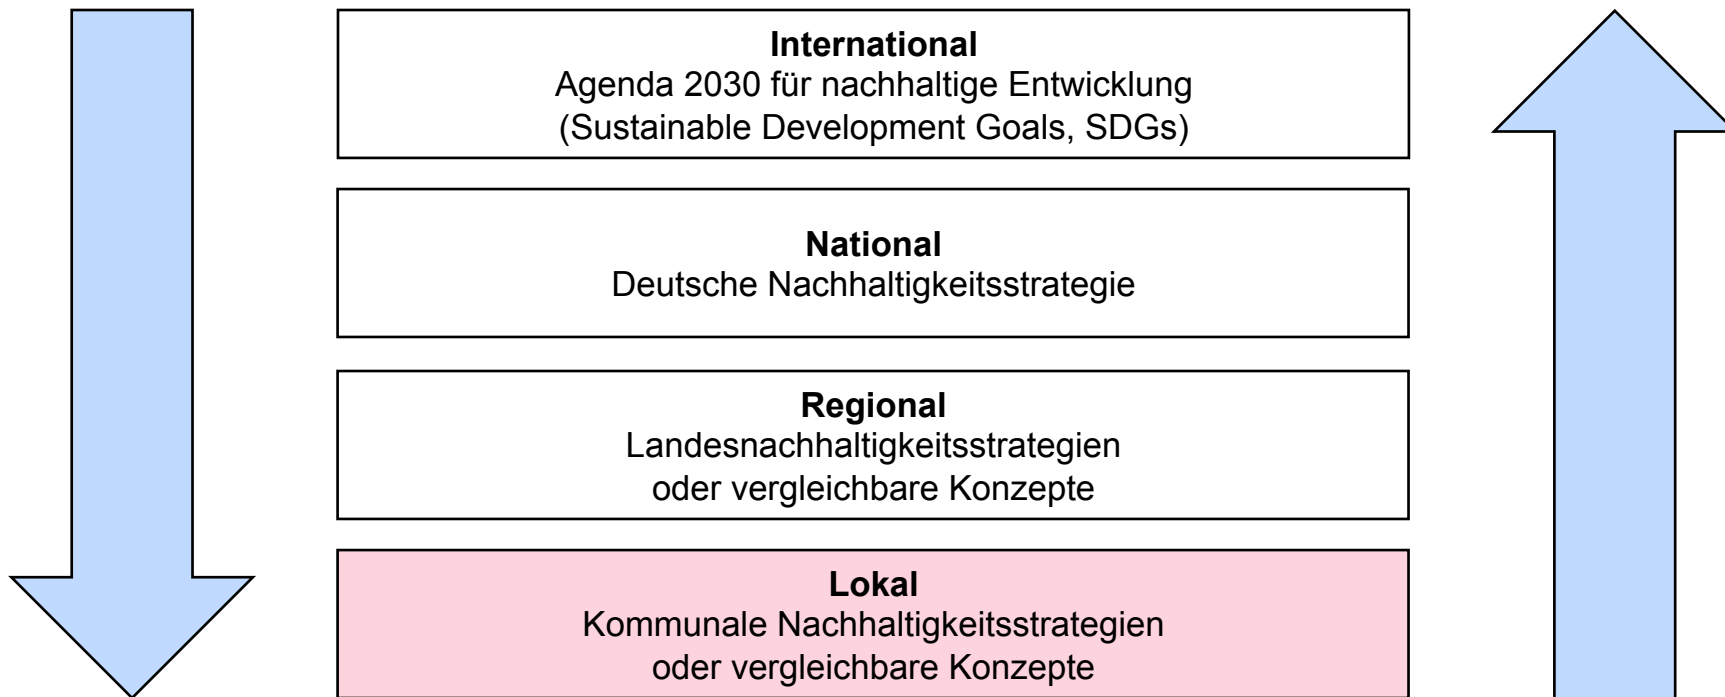 International
Agenda 2030 für nachhaltige Entwicklung
(Sustainable Development Goals, SDGs)
National
Deutsche Nachhaltigkeitsstrategie
Regional
Landesnachhaltigkeitsstrategien
oder vergleichbare Konzepte
Lokal
Kommunale Nachhaltigkeitsstrategien
oder vergleichbare Konzepte